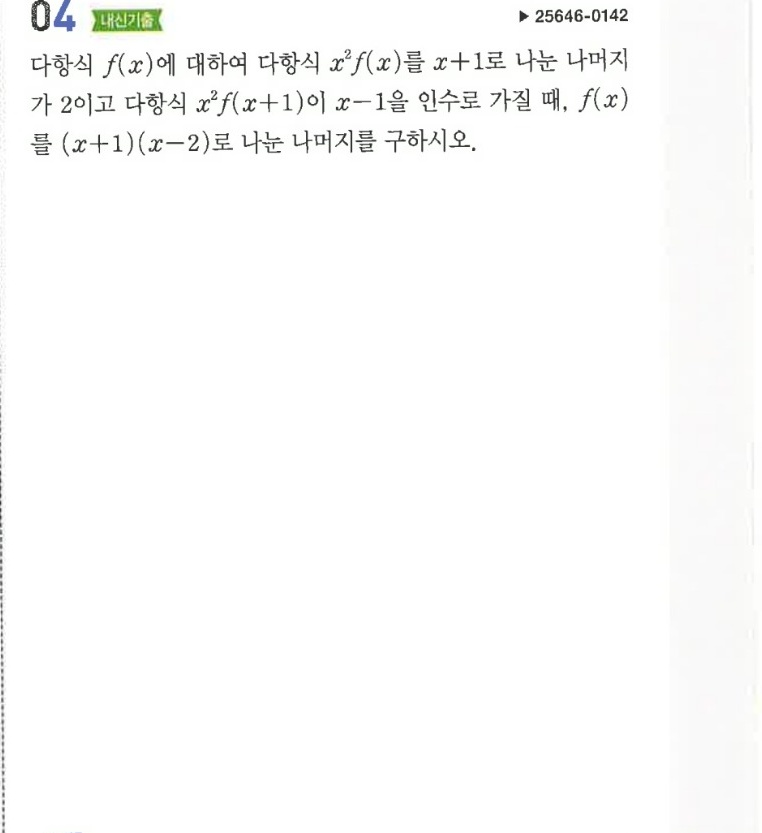 04 내신기출 ▶ 25646-0142
다항식 f(x)에 대하여 다항식 x²f(x)를 x+1로 나눈 나머지
가 2이고 다항식 x²f(x+1)이 x-1을 인수로 가질 때, f(x)
를 (x+1)(x-2)로 나눈 나머지를 구하시오.